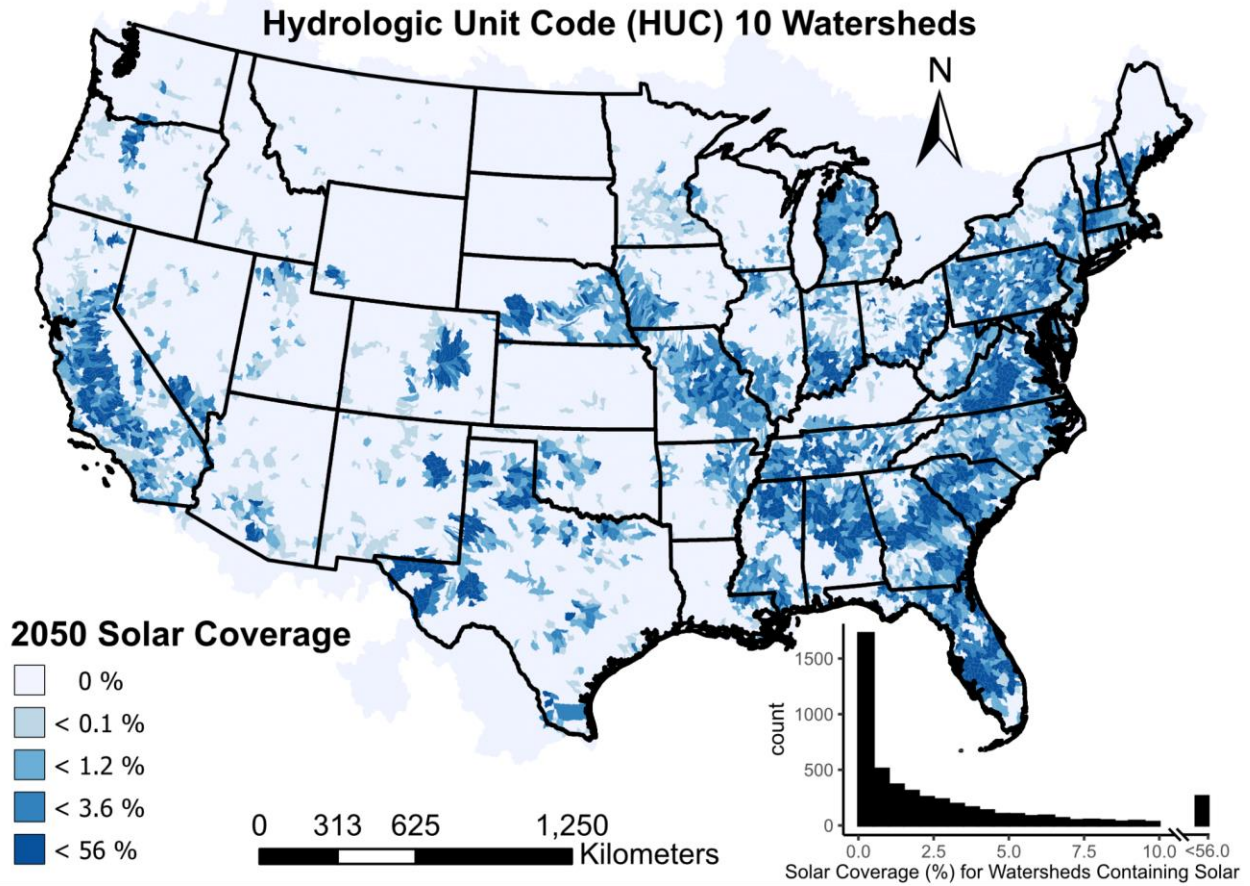 Hydrologic Unit Code (HUC) 10 Watersheds
N
2050 Solar Coverage
0 %
< 0.1 %
< 1.2 %
< 3.6 %
< 56 %
0 313 625 1,250
Kilometers
count
1500
1000
500
0
0.0 2.5 5.0 7.5 10.0 <56.0
Solar Coverage (%) for Watersheds Containing Solar